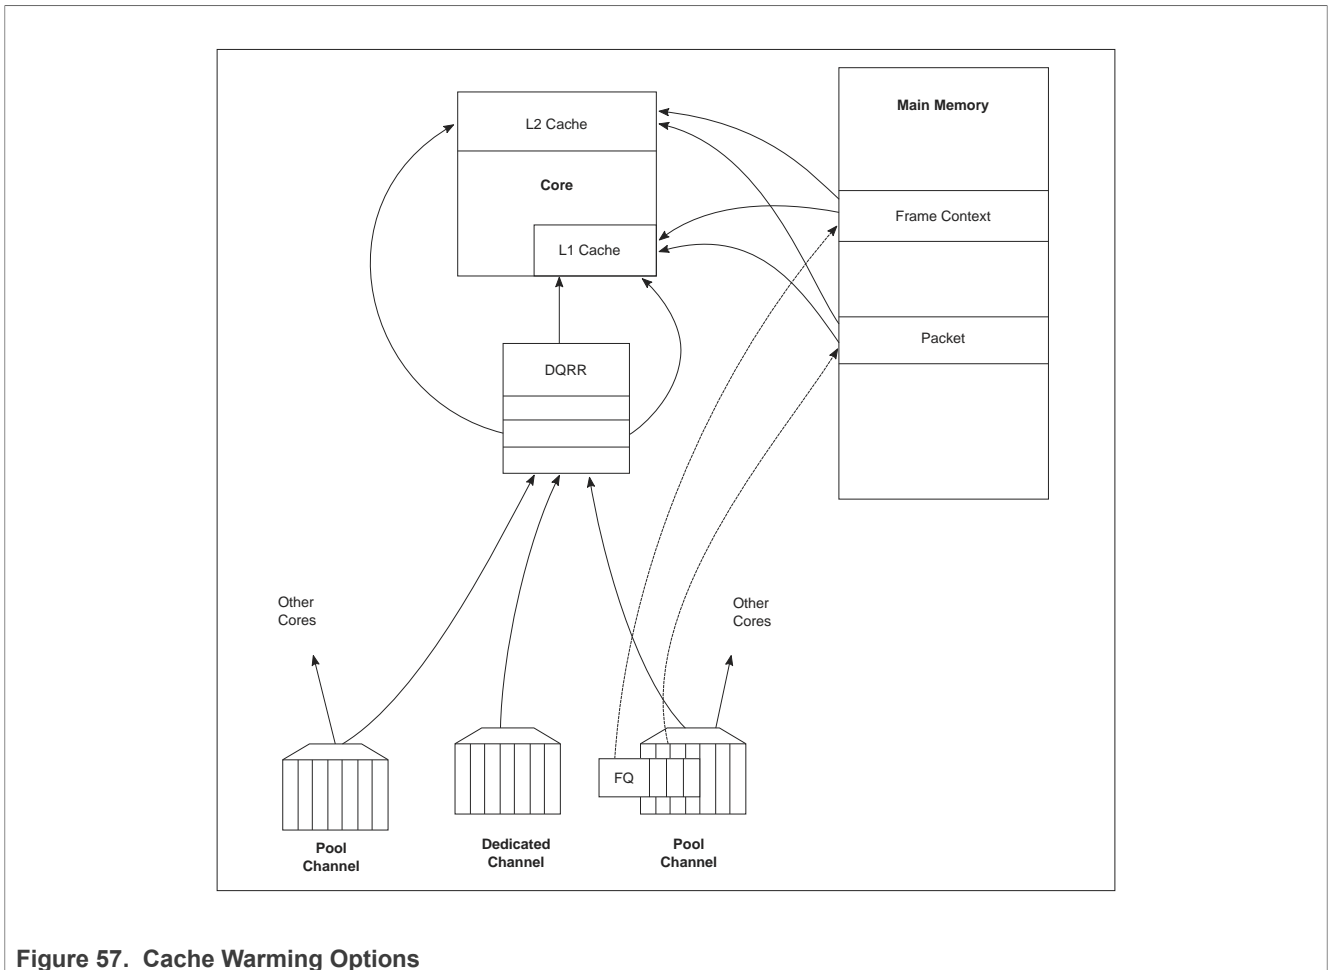 Main Memory
L2 Cache
Core
Frame Context
L1 Cache
Packet
DQRR
Other
Cores
Other
Cores
FQ
Pool
Channel
Dedicated
Channel
Pool
Channel
Figure 57. Cache Warming Options